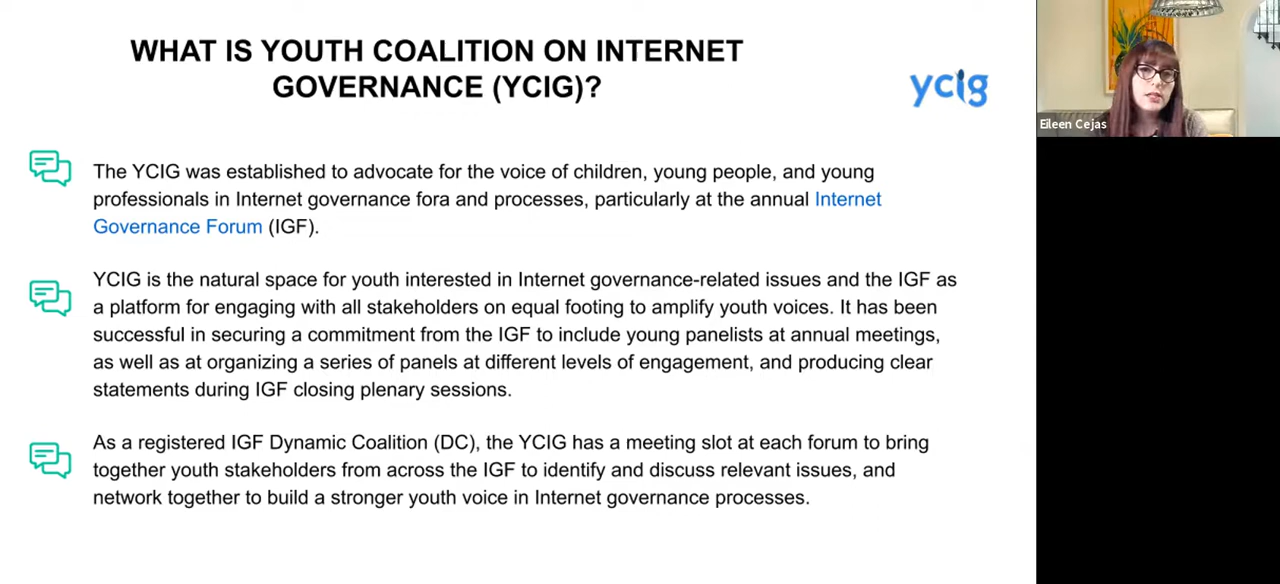 WHAT IS YOUTH COALITION ON INTERNET
GOVERNANCE (YCIG)?
ycig
Eileen Cejas
The YCIG was established to advocate for the voice of children, young people, and young
professionals in Internet governance fora and processes, particularly at the annual Internet
Governance Forum (IGF).
YCIG is the natural space for youth interested in Internet governance-related issues and the IGF as
a platform for engaging with all stakeholders on equal footing to amplify youth voices. It has been
successful in securing a commitment from the IGF to include young panelists at annual meetings,
as well as at organizing a series of panels at different levels of engagement, and producing clear
statements during IGF closing plenary sessions.
As a registered IGF Dynamic Coalition (DC), the YCIG has a meeting slot at each forum to bring
together youth stakeholders from across the IGF to identify and discuss relevant issues, and
network together to build a stronger youth voice in Internet governance processes.